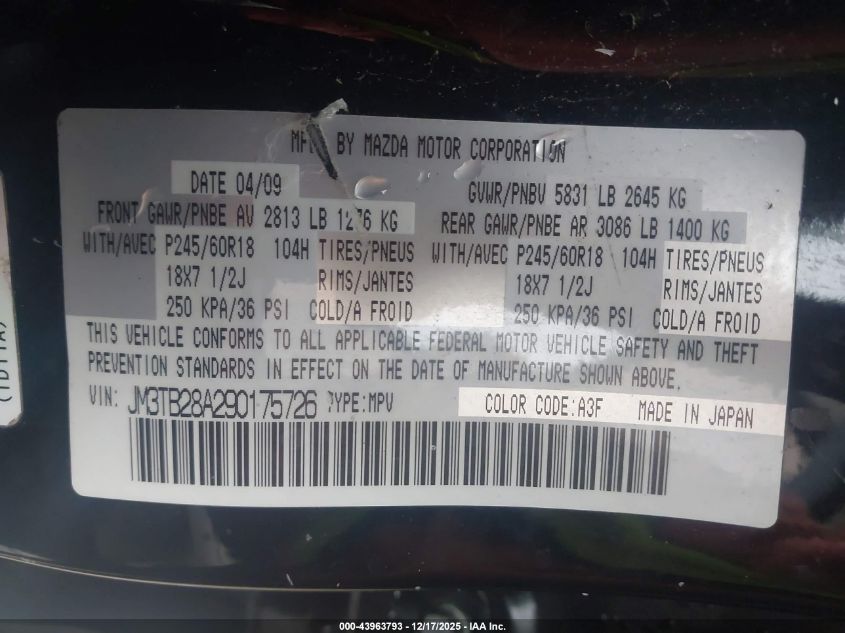 MFD BY MAZDA MOTOR CORPORATION
DATE 04/09
GVWR/PNBV 5831 LB 2645 KG
FRONT GAWR/PNBE AV 2813 LB 1276 KG
REAR GAWR/PNBE AR 3086 LB 1400 KG
WITH/AVEC P245/60R18 104H TIRES/PNEUS WITH/AVEC P245/60R18 104H TIRES/PNEUS
18X7 1/2J RIMS/JANTES 18X7 1/2J RIMS/JANTES
250 KPA/36 PSI COLD/A FROID 250 KPA/36 PSI COLD/A FROID
THIS VEHICLE CONFORMS TO ALL APPLICABLE FEDERAL MOTOR VEHICLE SAFETY AND THEFT
PREVENTION STANDARDS IN EFFECT ON THE DATE OF MANUFACTURE SHOWN ABOVE.
VIN: JM3TB28A290175726 TYPE:MPV COLOR CODE:A3F MADE IN JAPAN
000-43963793 - 12/17/2025 - IAA Inc.